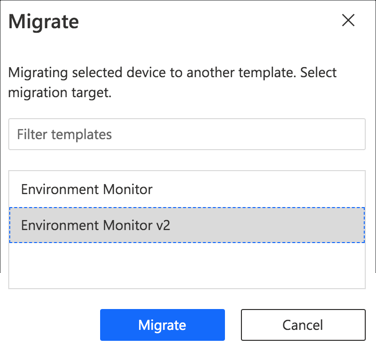 Migrate
Migrating selected device to another template. Select
migration target.
Filter templates
Environment Monitor
Environment Monitor v2
Migrate
Cancel